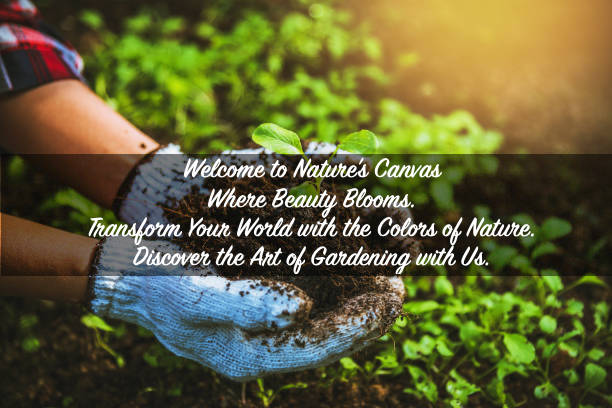 Welcome to Nature's Canvas
Where Beauty Blooms.
Transform Your World with the Colors of Nature.
Discover the Art of Gardening with Us.